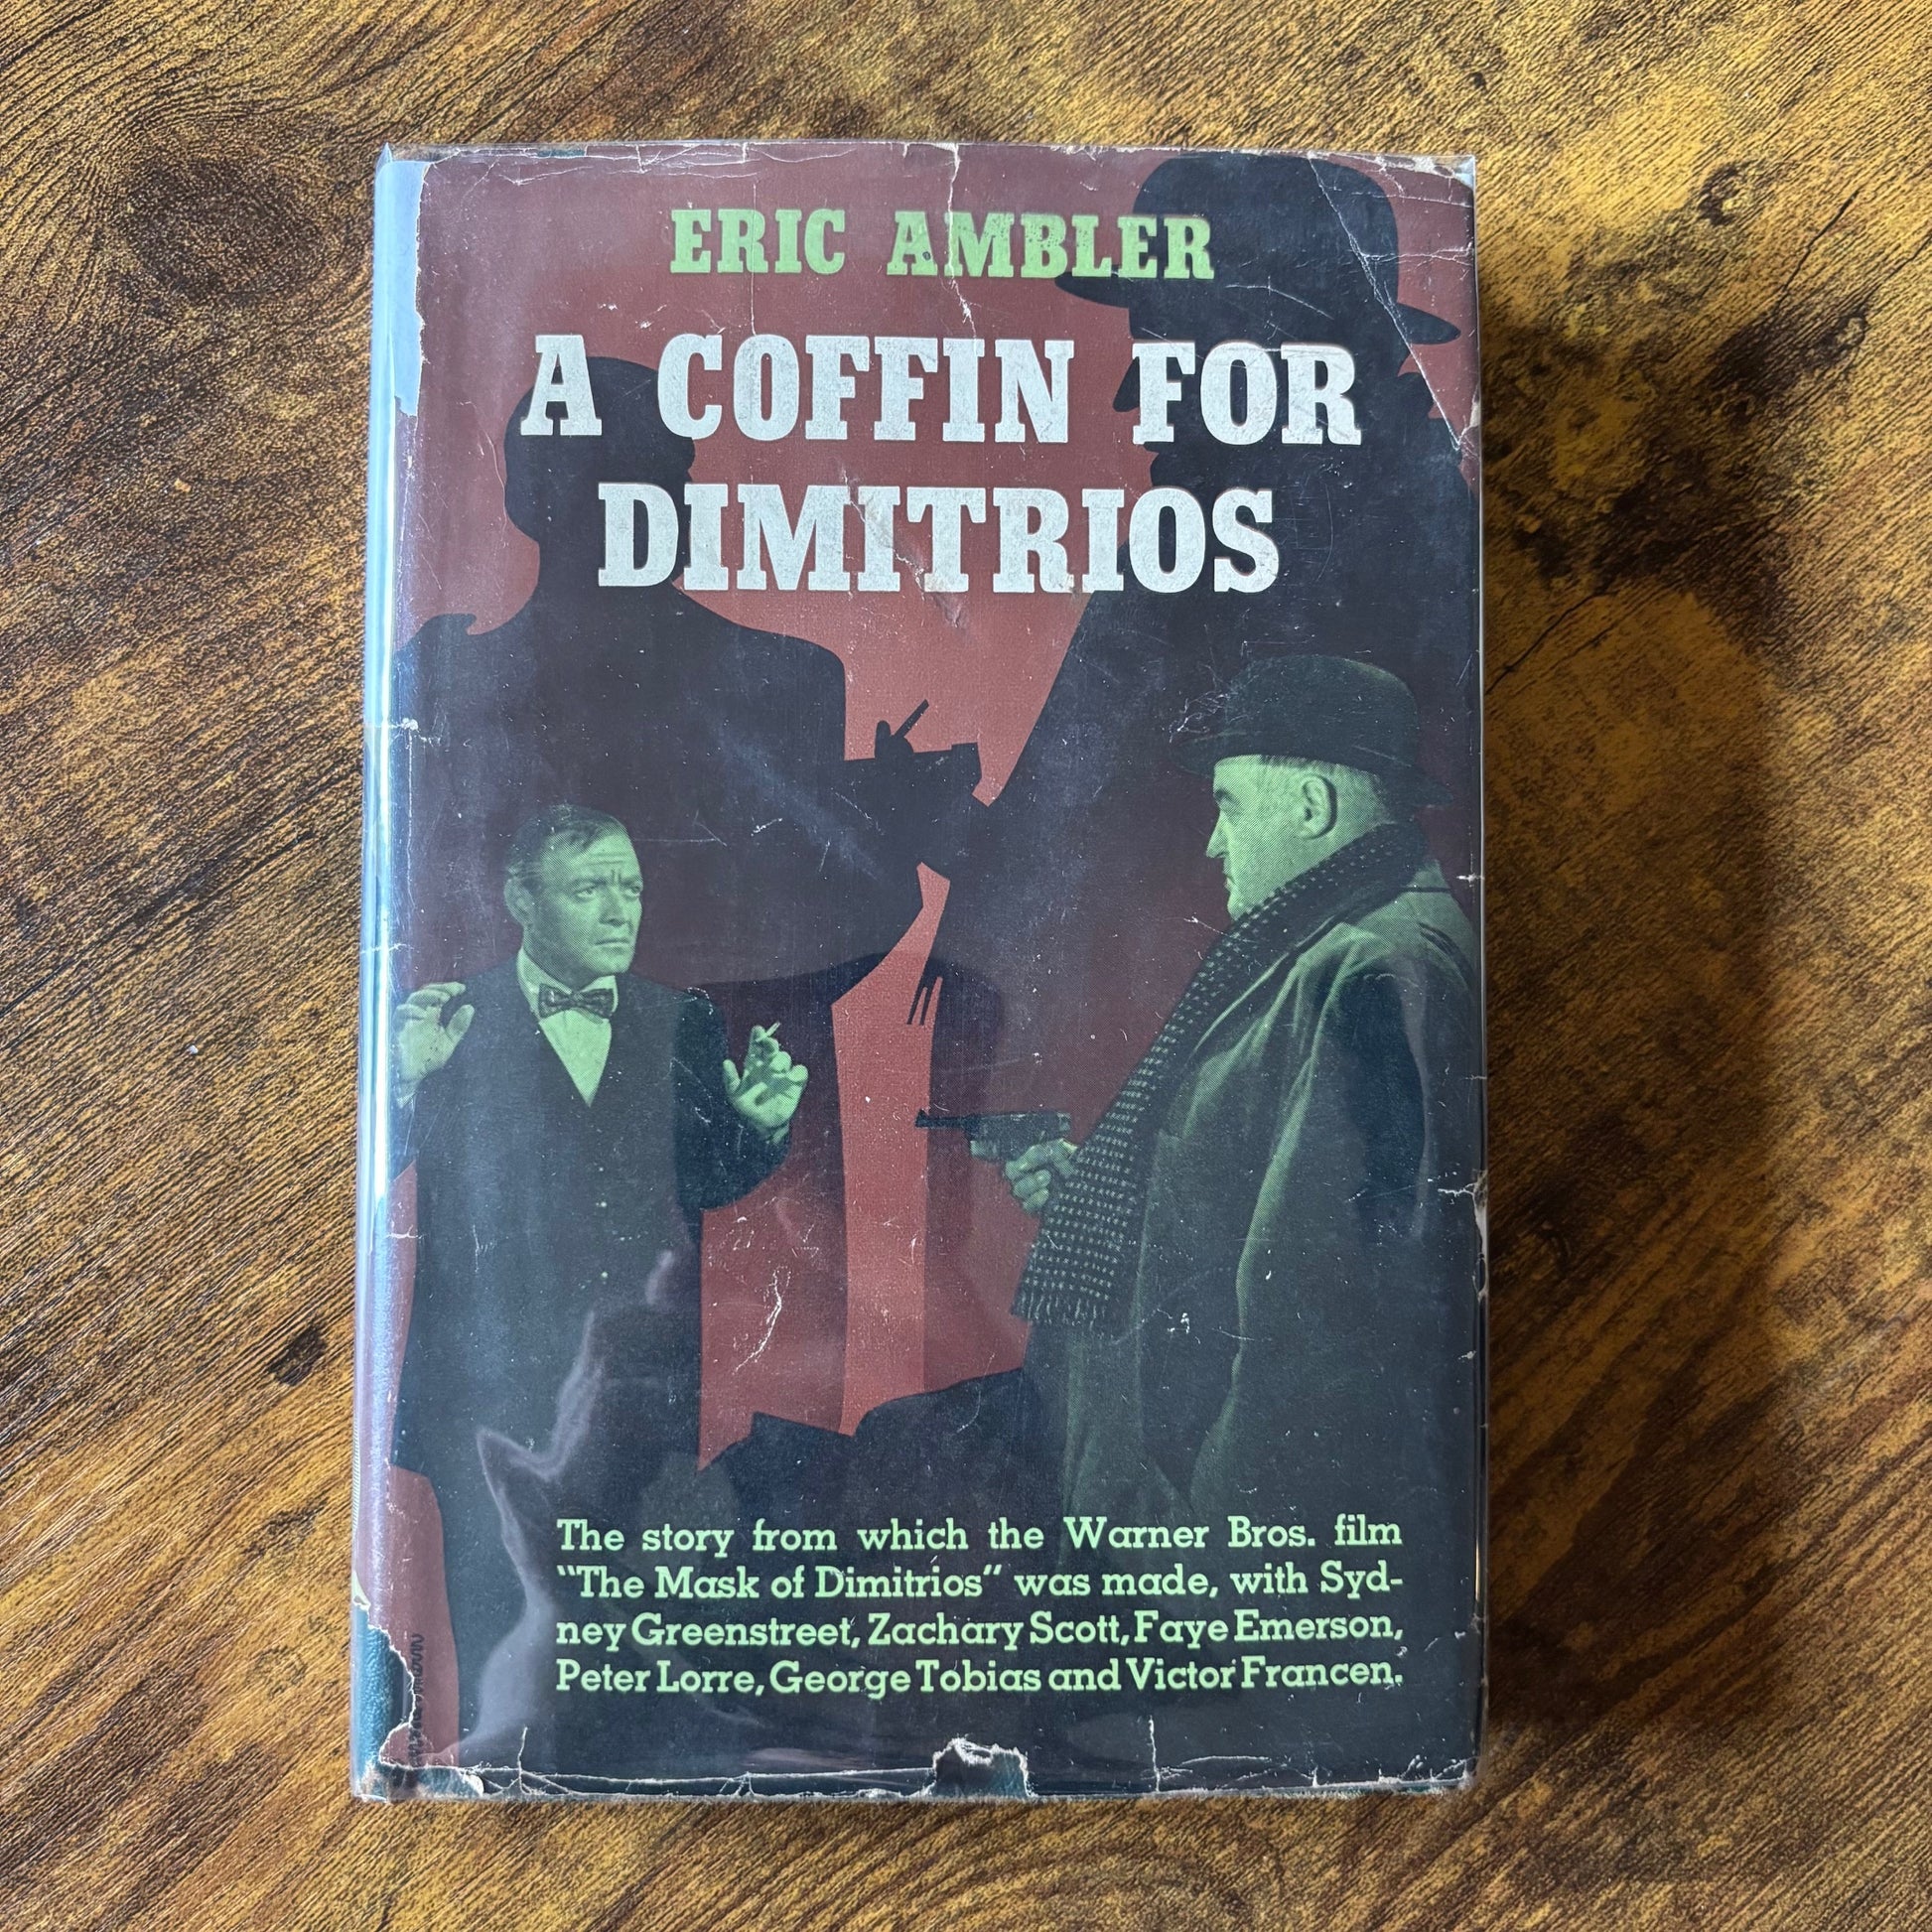 ERIC AMBLER
A COFFIN FOR
DIMITRIOS
The story from which the Warner Bros. film
"The Mask of Dimitrios" was made, with Syd-
ney Greenstreet, Zachary Scott, Faye Emerson,
Peter Lorre, George Tobias and Victor Francen.